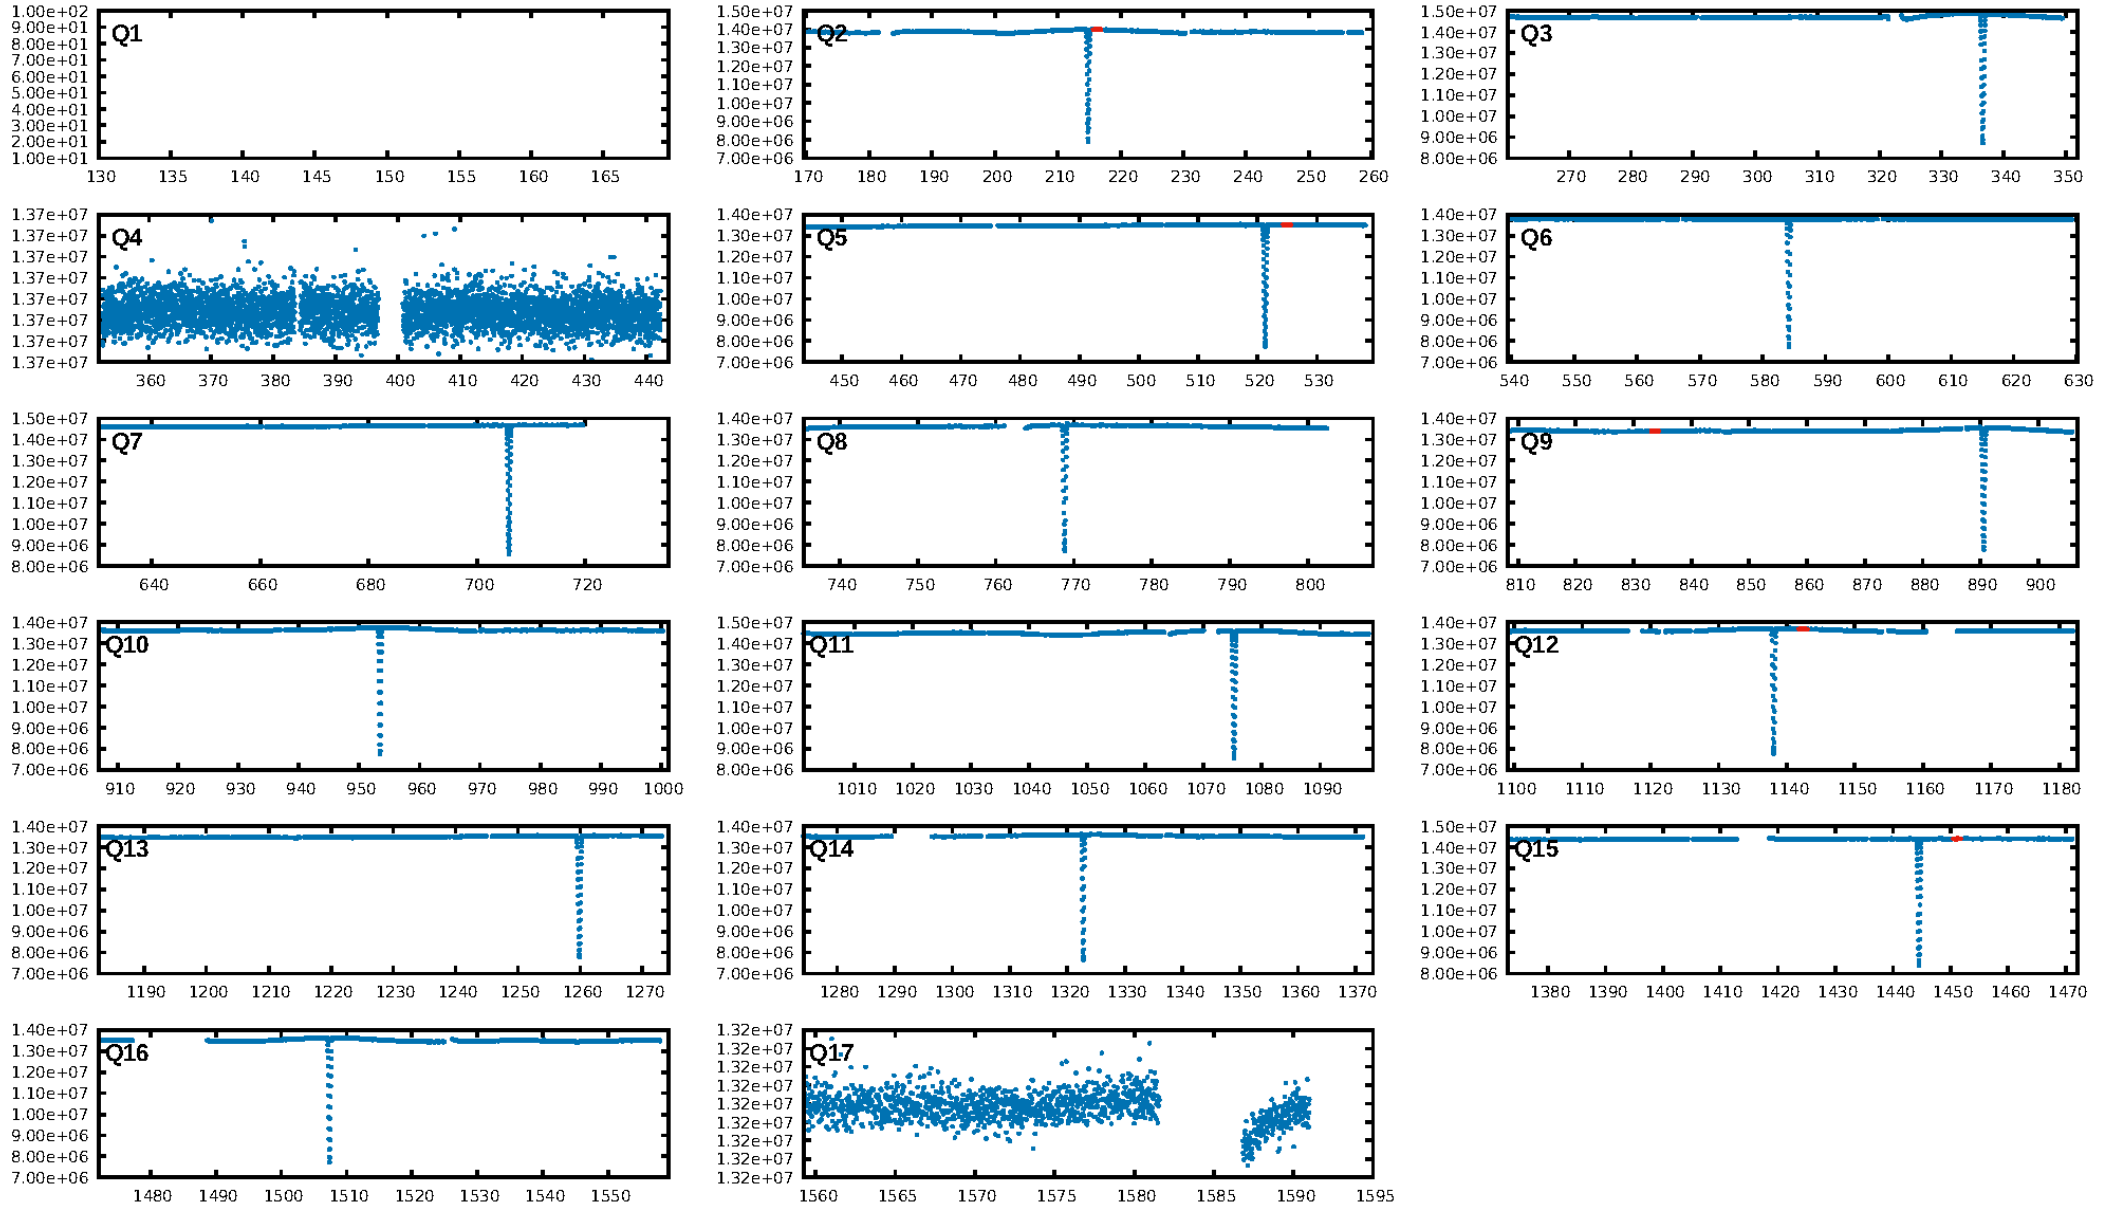 Q1
1.00e+02
9.00e+01
8.00e+01
7.00e+01
6.00e+01
5.00e+01
4.00e+01
3.00e+01
2.00e+01
1.00e+01
130 135 140 145 150 155 160 165
Q2
1.50e+07
1.40e+07
1.30e+07
1.20e+07
1.10e+07
1.00e+07
9.00e+06
8.00e+06
7.00e+06
170 180 190 200 210 220 230 240 250 260
Q3
1.50e+07
1.40e+07
1.30e+07
1.20e+07
1.10e+07
1.00e+07
9.00e+06
8.00e+06
270 280 290 300 310 320 330 340 350
Q4
1.37e+07
1.37e+07
1.37e+07
1.37e+07
1.37e+07
1.37e+07
1.37e+07
1.37e+07
360 370 380 390 400 410 420 430 440
Q5
1.40e+07
1.30e+07
1.20e+07
1.10e+07
1.00e+07
9.00e+06
8.00e+06
7.00e+06
450 460 470 480 490 500 510 520 530
Q6
1.40e+07
1.30e+07
1.20e+07
1.10e+07
1.00e+07
9.00e+06
8.00e+06
7.00e+06
540 550 560 570 580 590 600 610 620 630
Q7
1.50e+07
1.40e+07
1.30e+07
1.20e+07
1.10e+07
1.00e+07
9.00e+06
8.00e+06
640 660 680 700 720
Q8
1.40e+07
1.30e+07
1.20e+07
1.10e+07
1.00e+07
9.00e+06
8.00e+06
7.00e+06
740 750 760 770 780 790 800
Q9
1.40e+07
1.30e+07
1.20e+07
1.10e+07
1.00e+07
9.00e+06
8.00e+06
7.00e+06
810 820 830 840 850 860 870 880 890 900
Q10
1.40e+07
1.30e+07
1.20e+07
1.10e+07
1.00e+07
9.00e+06
8.00e+06
7.00e+06
910 920 930 940 950 960 970 980 990 1000
Q11
1.50e+07
1.40e+07
1.30e+07
1.20e+07
1.10e+07
1.00e+07
9.00e+06
8.00e+06
1010 1020 1030 1040 1050 1060 1070 1080 1090
Q12
1.40e+07
1.30e+07
1.20e+07
1.10e+07
1.00e+07
9.00e+06
8.00e+06
7.00e+06
1100 1110 1120 1130 1140 1150 1160 1170 1180
Q13
1.40e+07
1.30e+07
1.20e+07
1.10e+07
1.00e+07
9.00e+06
8.00e+06
7.00e+06
1190 1200 1210 1220 1230 1240 1250 1260 1270
Q14
1.40e+07
1.30e+07
1.20e+07
1.10e+07
1.00e+07
9.00e+06
8.00e+06
7.00e+06
1280 1290 1300 1310 1320 1330 1340 1350 1360 1370
Q15
1.50e+07
1.40e+07
1.30e+07
1.20e+07
1.10e+07
1.00e+07
9.00e+06
8.00e+06
1380 1390 1400 1410 1420 1430 1440 1450 1460 1470
Q16
1.40e+07
1.30e+07
1.20e+07
1.10e+07
1.00e+07
9.00e+06
8.00e+06
7.00e+06
1480 1490 1500 1510 1520 1530 1540 1550
Q17
1.32e+07
1.32e+07
1.32e+07
1.32e+07
1.32e+07
1.32e+07
1.32e+07
1.32e+07
1.32e+07
1560 1565 1570 1575 1580 1585 1590 1595